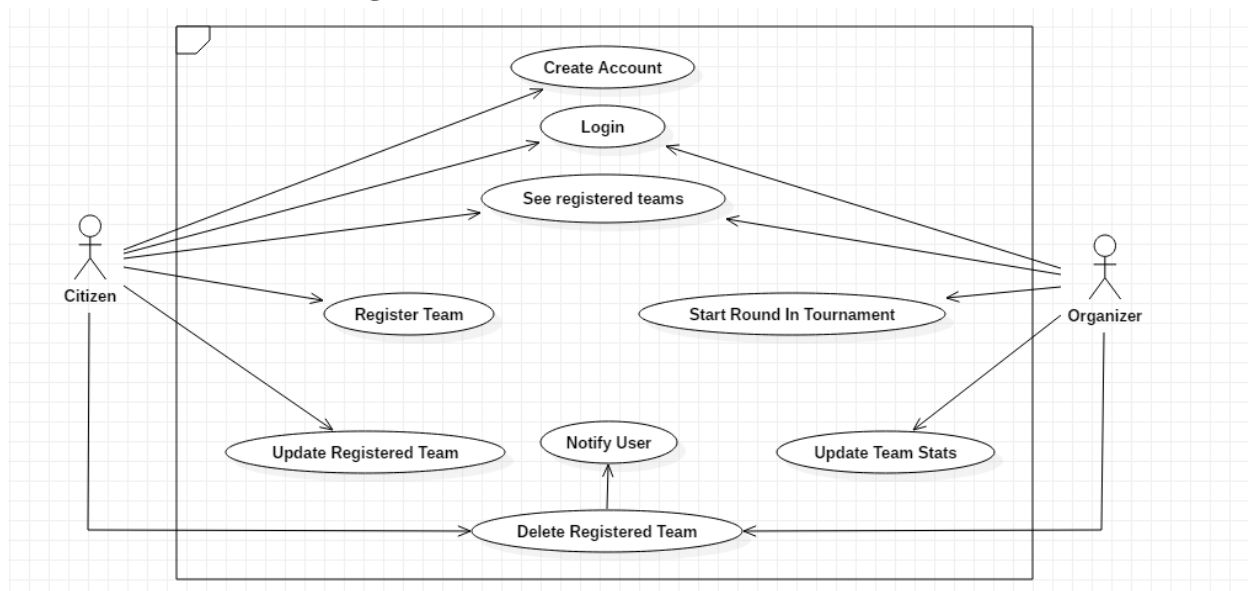 Create Account
Login
See registered teams
Citizen
Register Team
Start Round In Tournament
Organizer
Update Registered Team
Notify User
Update Team Stats
Delete Registered Team